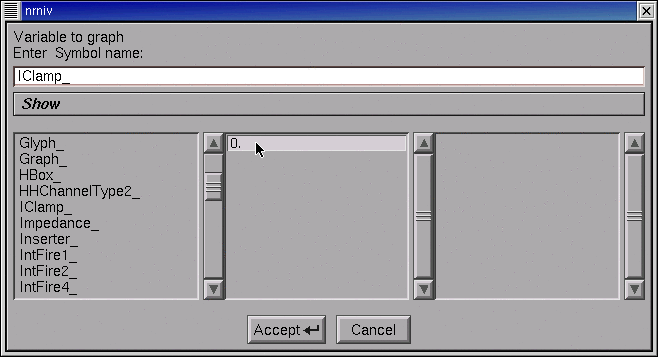 nrniv
Variable to graph
Enter Symbol name:
IClamp_
Show
Glyph_
Graph_
HBox_
HHChannelType2_
IClamp_
Impedance_
Inserter_
IntFire1_
IntFire2_
IntFire4_
0.
Accept
Cancel